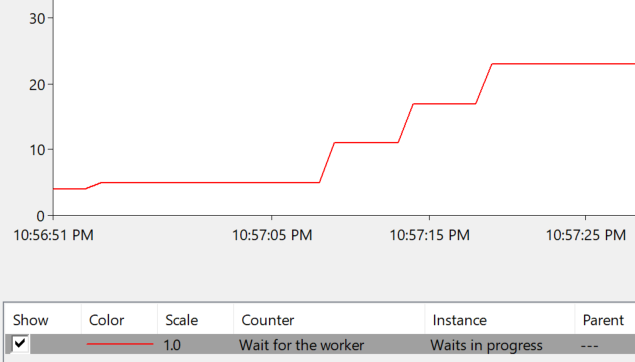 30
20
10
0
10:56:51 PM 10:57:05 PM 10:57:15 PM 10:57:25 PM
Show Color Scale Counter Instance Parent
1.0 Wait for the worker Waits in progress ---